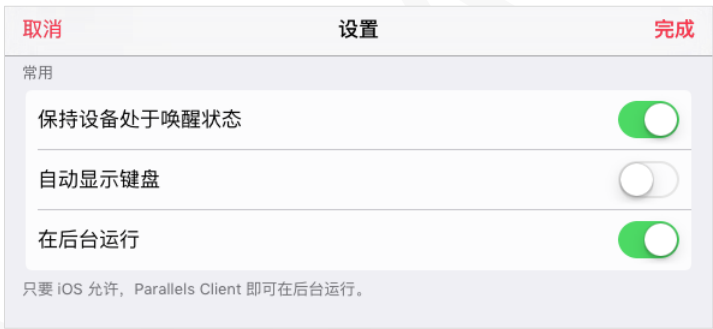 取消 设置 完成
常用
保持设备处于唤醒状态
自动显示键盘
在后台运行
只要 iOS 允许，Parallels Client 即可在后台运行。